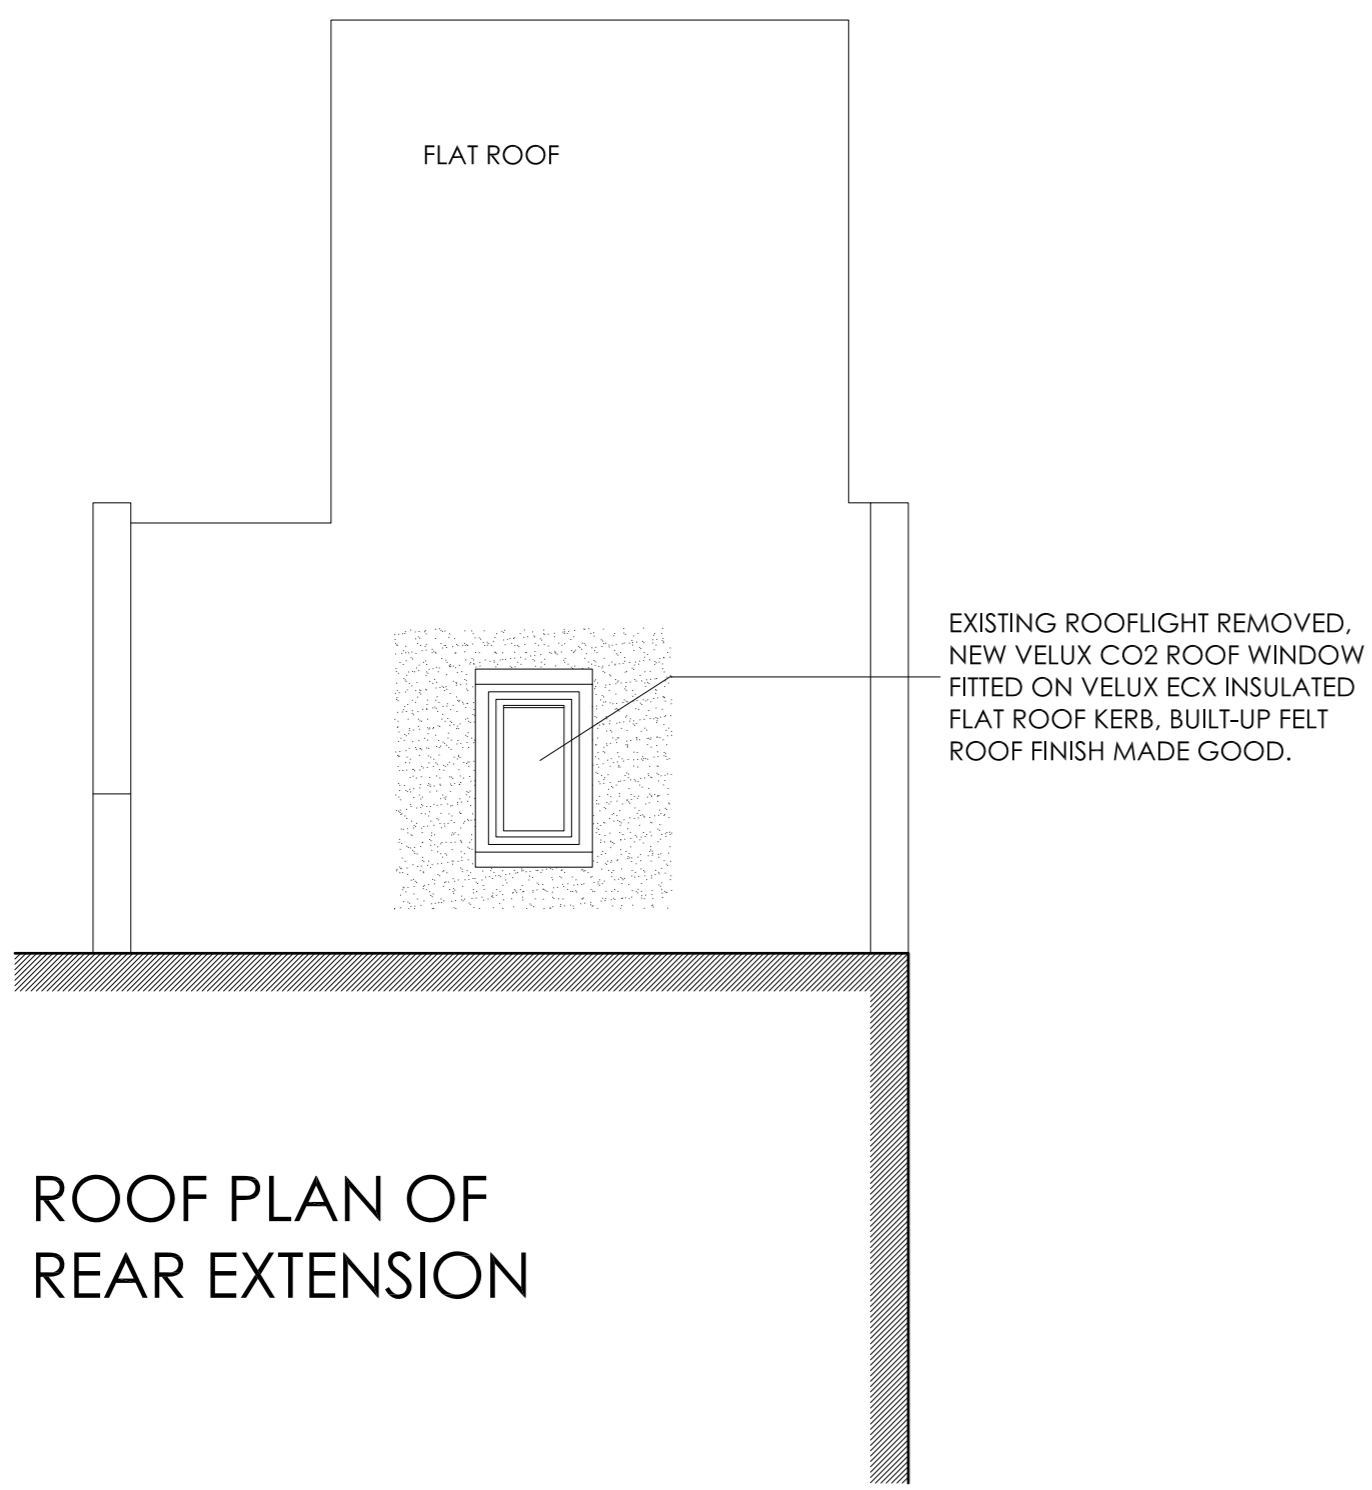 FLAT ROOF
EXISTING ROOFLIGHT REMOVED,
NEW VELUX CO2 ROOF WINDOW
FITTED ON VELUX ECX INSULATED
FLAT ROOF KERB, BUILT-UP FELT
ROOF FINISH MADE GOOD.
ROOF PLAN OF
REAR EXTENSION